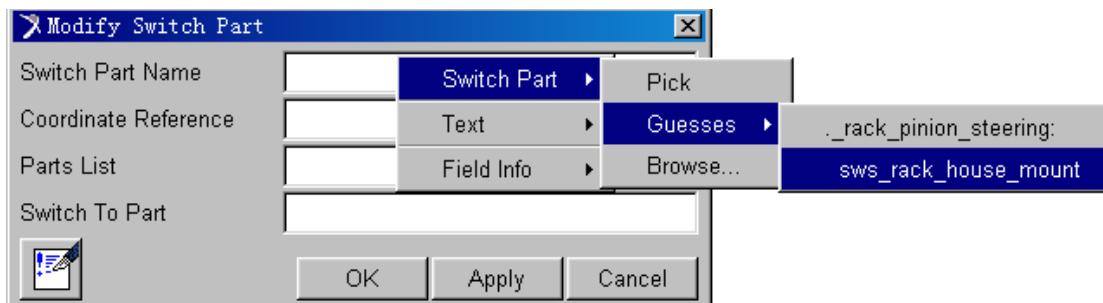 Modify Switch Part
Switch Part Name
Switch Part
Pick
Coordinate Reference
Text
Guesses
._rack_pinion_steering:
Parts List
Field Info
Browse...
sws_rack_house_mount
Switch To Part
OK
Apply
Cancel